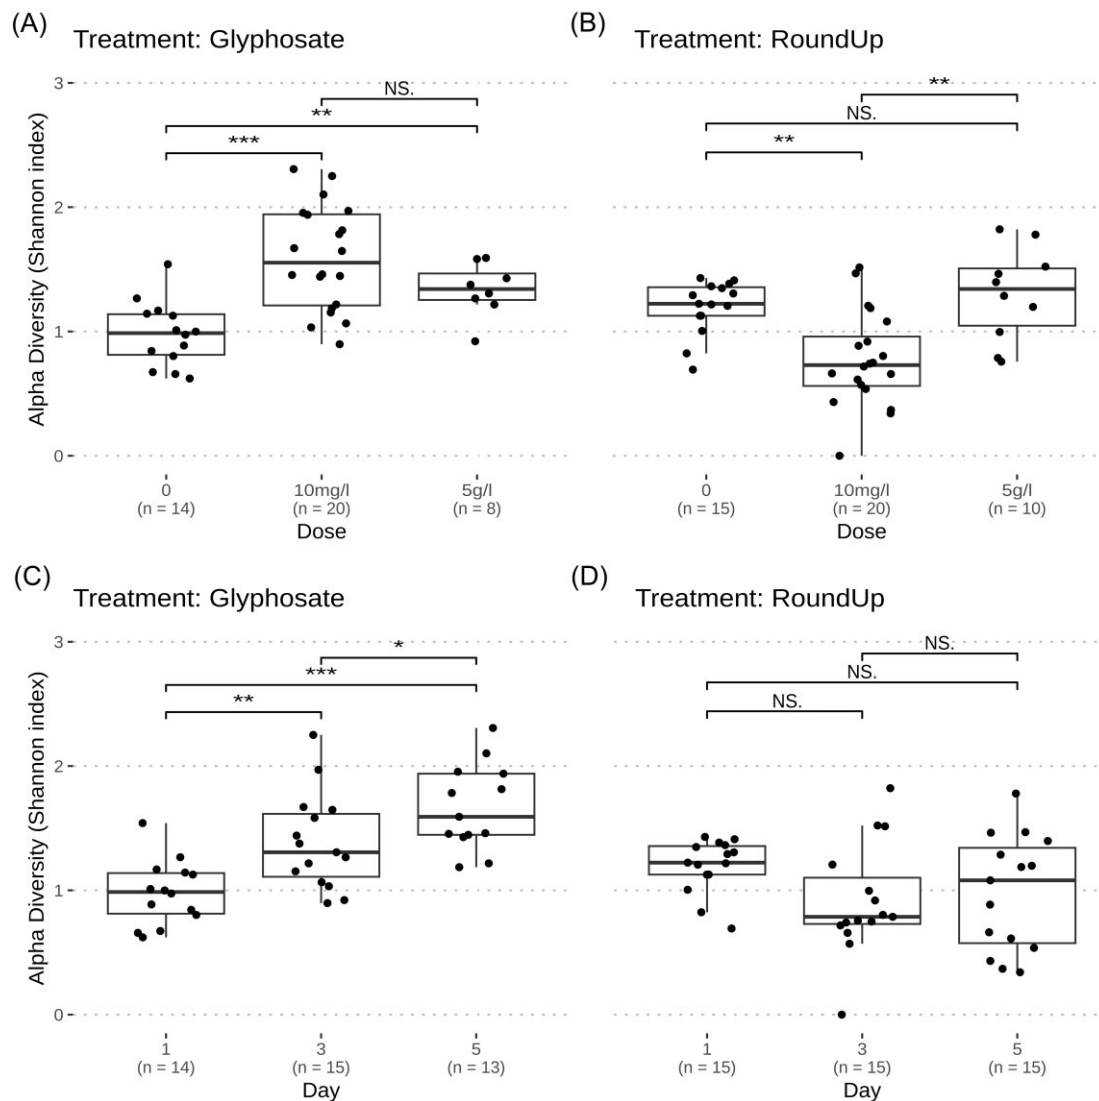 (A)
Treatment: Glyphosate
Alpha Diversity (Shannon index)
3
2
1
0
NS.
**
***
0
(n = 14)
10mg/l
(n = 20)
5g/l
(n = 8)
Dose
(B)
Treatment: RoundUp
**
NS.
**
0
(n = 15)
10mg/l
(n = 20)
5g/l
(n = 10)
Dose
(C)
Treatment: Glyphosate
Alpha Diversity (Shannon index)
3
2
1
0
*
***
**
1
(n = 14)
3
(n = 15)
5
(n = 13)
Day
(D)
Treatment: RoundUp
NS.
NS.
NS.
1
(n = 15)
3
(n = 15)
5
(n = 15)
Day